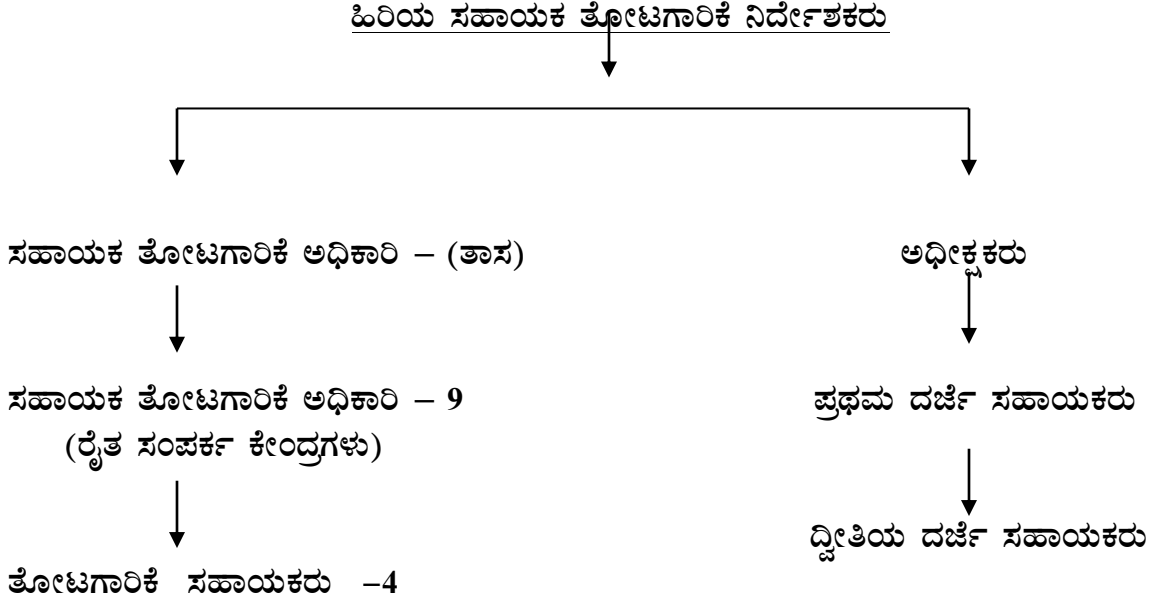 ಹಿರಿಯ ಸಹಾಯಕ ತೋಟಗಾರಿಕೆ ನಿರ್ದೇಶಕರು
ಸಹಾಯಕ ತೋಟಗಾರಿಕೆ ಅಧಿಕಾರಿ – (ತಾಸ)
ಅಧೀಕ್ಷಕರು
ಸಹಾಯಕ ತೋಟಗಾರಿಕೆ ಅಧಿಕಾರಿ – 9
(ರೈತ ಸಂಪರ್ಕ ಕೇಂದ್ರಗಳು)
ಪ್ರಥಮ ದರ್ಜೆ ಸಹಾಯಕರು
ದ್ವೀತಿಯ ದರ್ಜೆ ಸಹಾಯಕರು
ತೋಟಗಾರಿಕೆ ಸಹಾಯಕರು –4